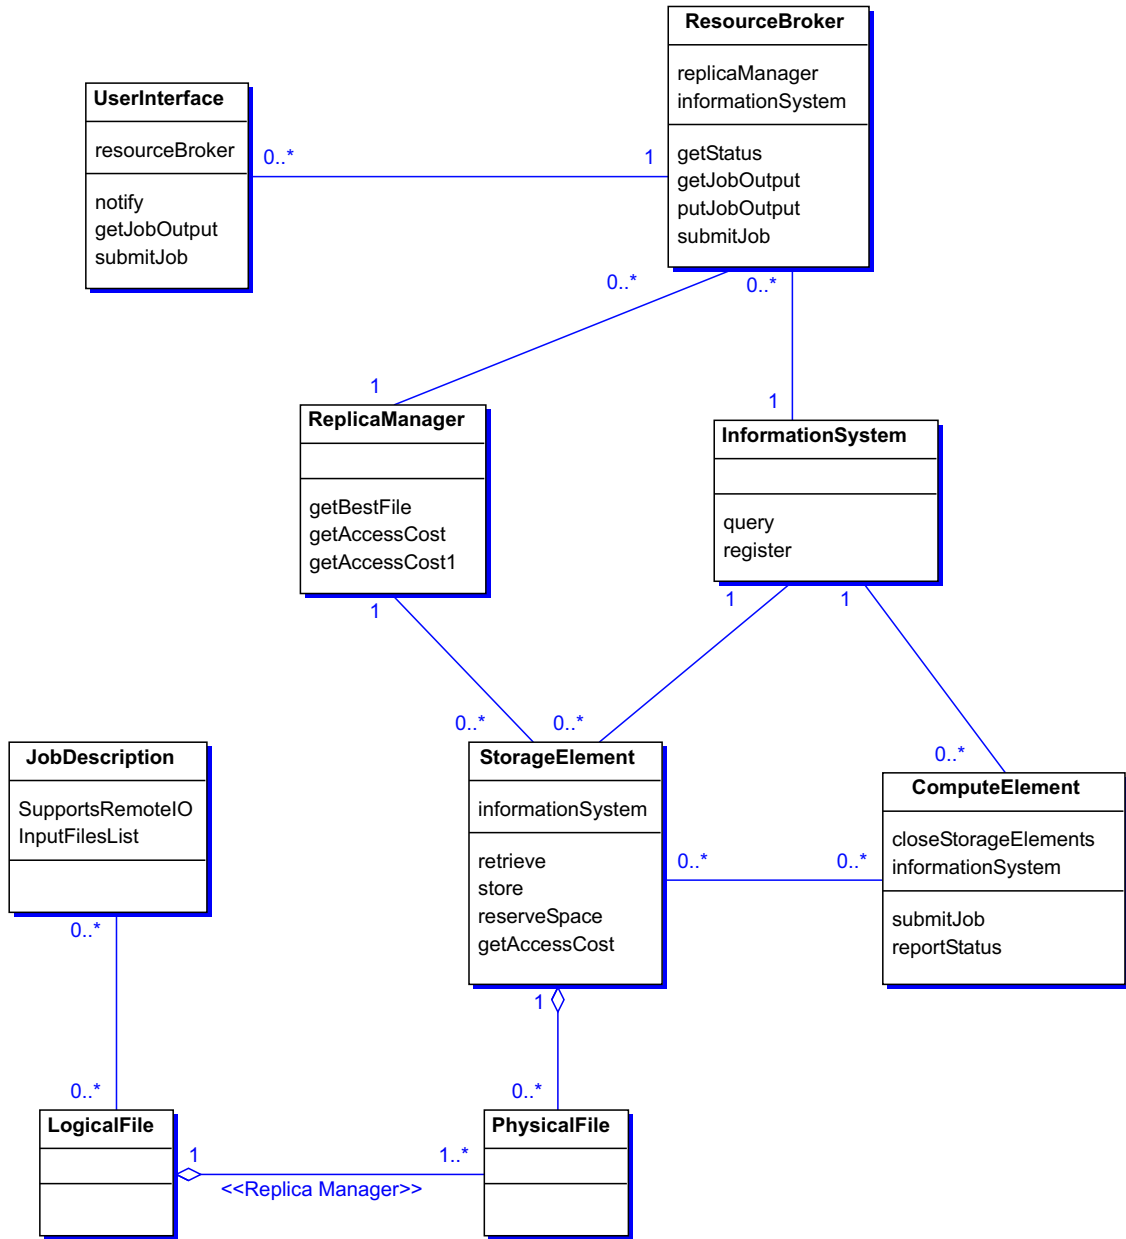 ResourceBroker
replicaManager
informationSystem
getStatus
getJobOutput
putJobOutput
submitJob
UserInterface
resourceBroker
notify
getJobOutput
submitJob
0..*
1
0..*
0..*
1
1
ReplicaManager
getBestFile
getAccessCost
getAccessCost1
InformationSystem
query
register
1
1
1
0..*
0..*
0..*
JobDescription
SupportsRemoteIO
InputFilesList
StorageElement
informationSystem
retrieve
store
reserveSpace
getAccessCost
ComputeElement
closeStorageElements
informationSystem
submitJob
reportStatus
0..*
0..*
0..*
1
0..*
0..*
LogicalFile
PhysicalFile
1
1..*
<<Replica Manager>>